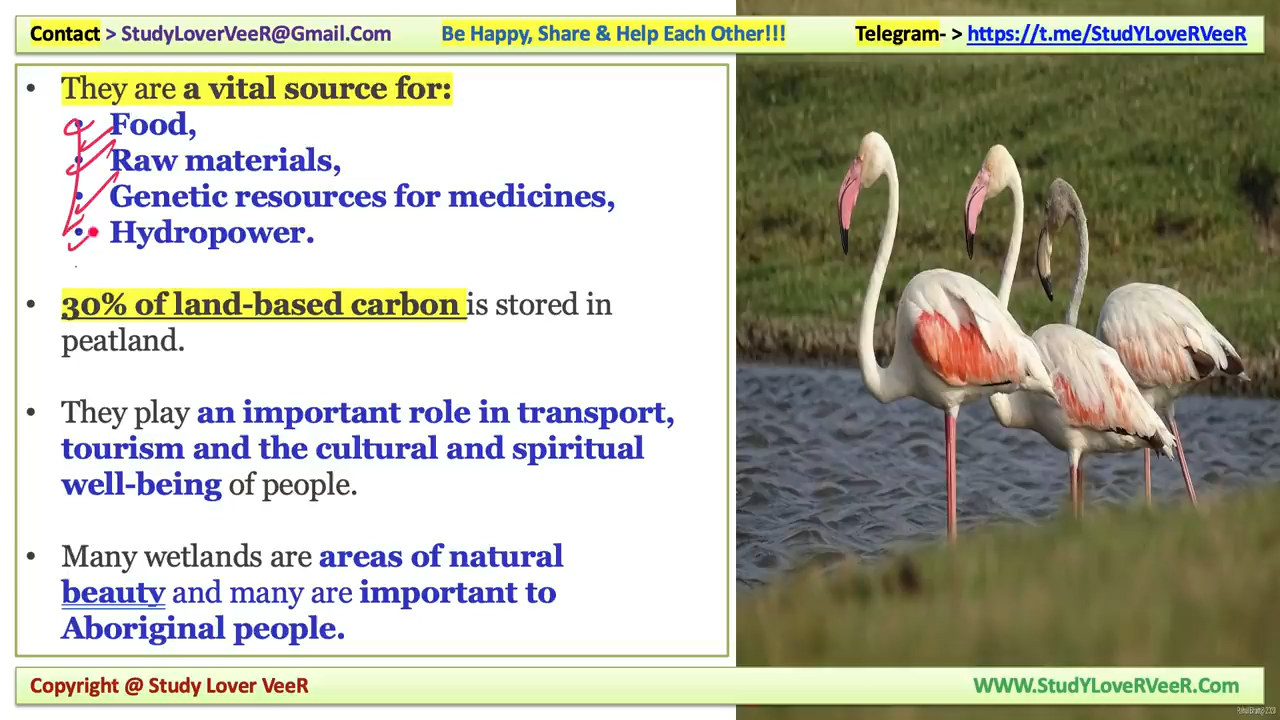 Contact > StudyLoverVeeR@Gmail.Com Be Happy, Share & Help Each Other!!! Telegram- > https://t.me/StudYLoveRVeeR
• They are a vital source for:
• Food,
• Raw materials,
• Genetic resources for medicines,
• Hydropower.
• 30% of land-based carbon is stored in
peatland.
• They play an important role in transport,
tourism and the cultural and spiritual
well-being of people.
• Many wetlands are areas of natural
beauty and many are important to
Aboriginal people.
Copyright @ Study Lover VeeR WWW.StudYLoveRVeeR.Com